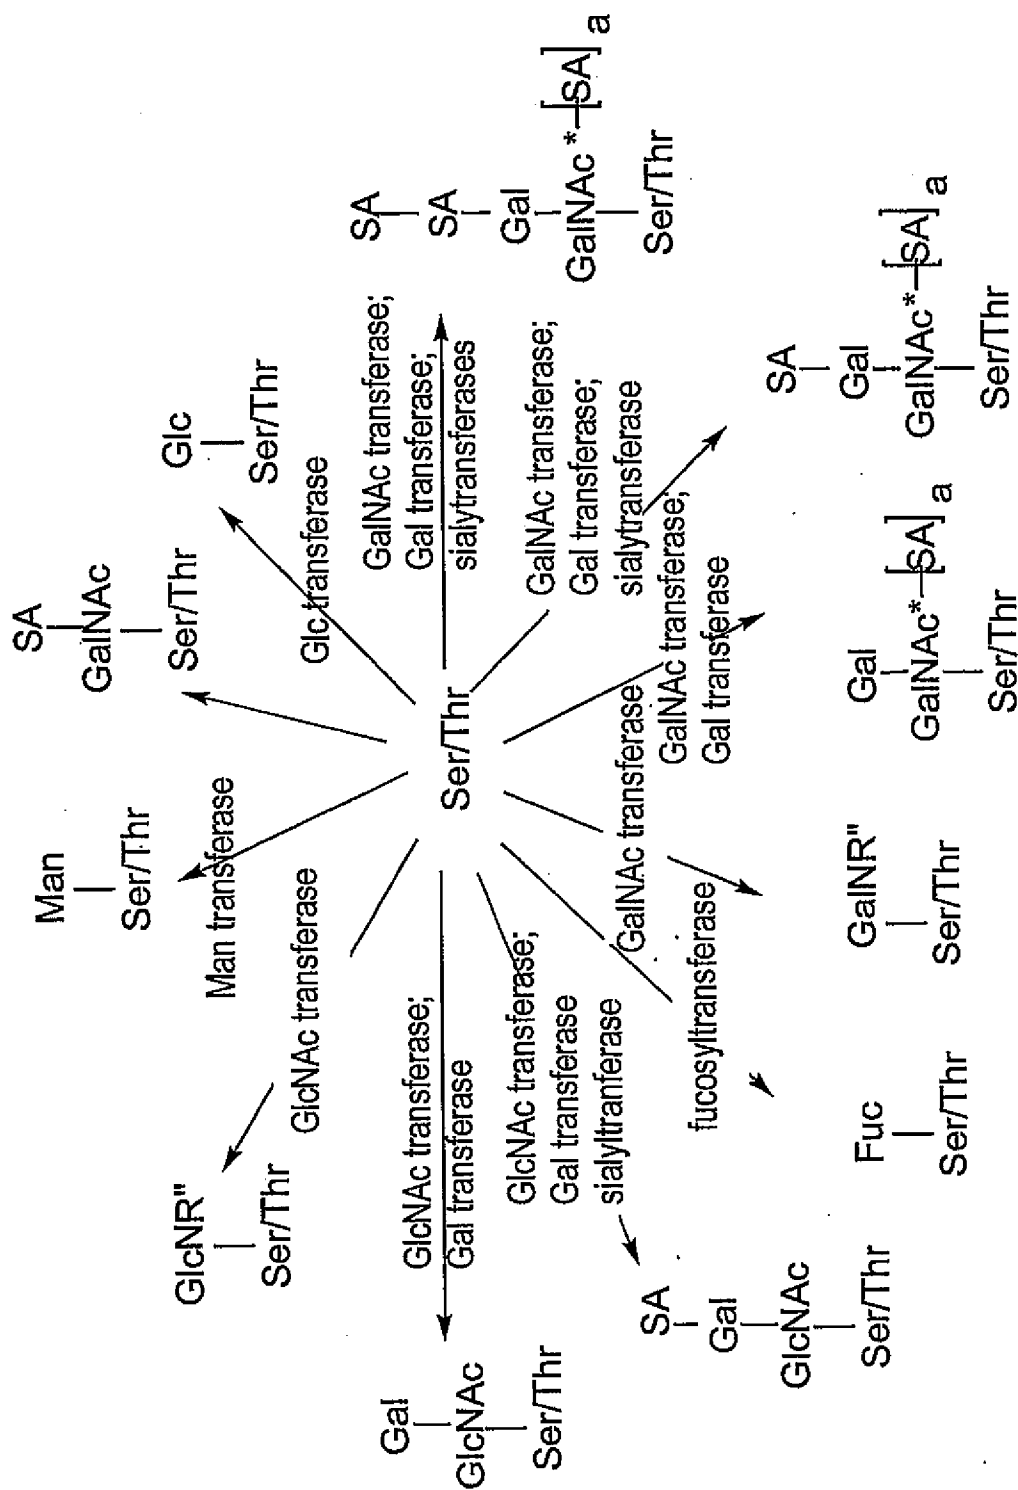 SA
GalNAc
Ser/Thr
Man
Ser/Thr
Man transferase
GlcNR"
Ser/Thr
GlcNAc transferase
Glc
Ser/Thr
Glc transferase
Gal
GlcNAc
Ser/Thr
GlcNAc transferase;
Gal transferase
Ser/Thr
GalNAc transferase;
Gal transferase;
sialytransferases
SA
SA
Gal
GalNAc*
[SA]a
Ser/Thr
GlcNAc transferase;
Gal transferase
sialyltranferase
SA
Gal
GlcNAc
Ser/Thr
fucosyltransferase
Fuc
Ser/Thr
GalNAc transferase
GalNR"
Ser/Thr
GalNAc transferase;
Gal transferase
Gal
GalNAc*
[SA]a
Ser/Thr
GalNAc transferase;
Gal transferase;
sialytransferase
SA
Gal
GalNAc*
[SA]a
Ser/Thr